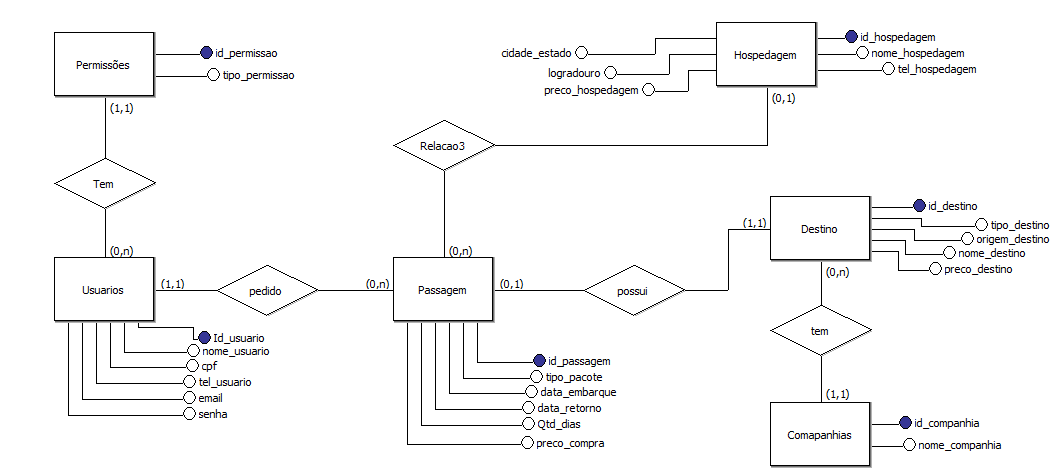 Permissões
id_permissao
tipo_permissao
(1,1)
Tem
(0,n)
cidade_estado
logradouro
preco_hospedagem
Hospedagem
id_hospedagem
nome_hospedagem
tel_hospedagem
(0,1)
Relacao3
(0,n)
Usuarios
(1,1)
pedido
(0,n)
Passagem
(0,1)
possui
(1,1)
Destino
id_destino
tipo_destino
origem_destino
nome_destino
preco_destino
(0,n)
tem
(1,1)
Comapanhias
id_companhia
nome_companhia
Id_usuario
nome_usuario
cpf
tel_usuario
email
senha
id_passagem
tipo_pacote
data_embarque
data_retorno
Qtd_dias
preco_compra